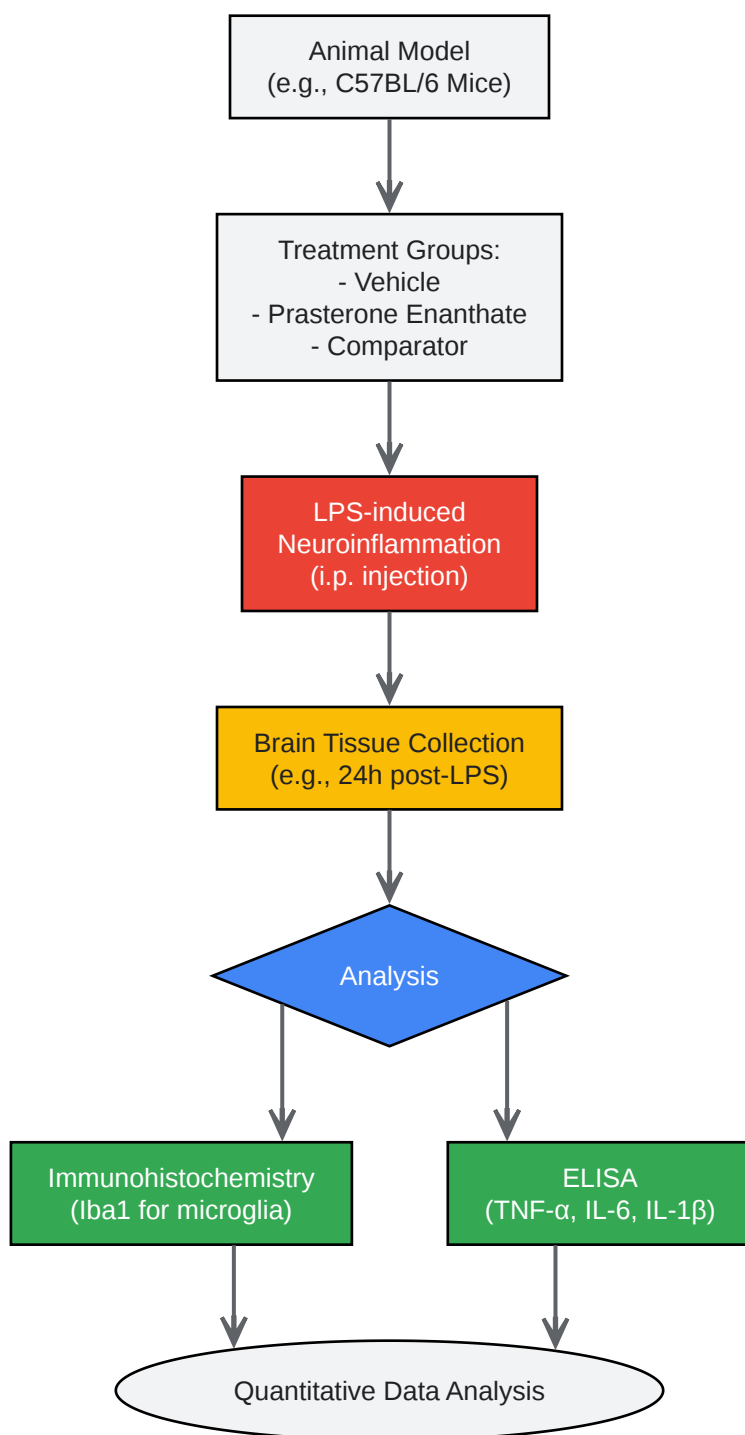 Animal Model
(e.g., C57BL/6 Mice)
Treatment Groups:
- Vehicle
- Prasterone Enanthate
- Comparator
LPS-induced
Neuroinflammation
(i.p. injection)
Brain Tissue Collection
(e.g., 24h post-LPS)
Analysis
Immunohistochemistry
(Iba1 for microglia)
ELISA
(TNF-α, IL-6, IL-1β)
Quantitative Data Analysis